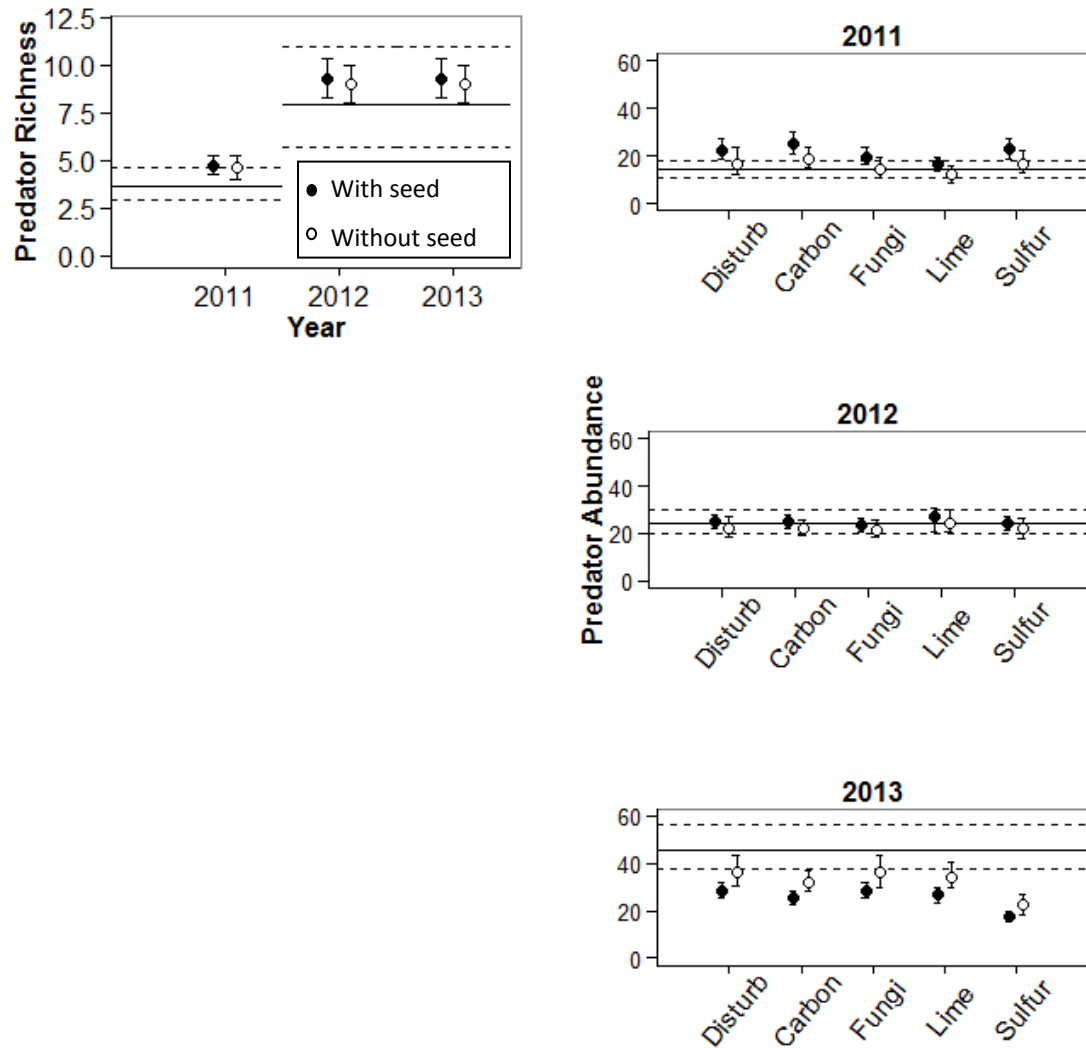 Predator Richness
12.5
10.0
7.5
5.0
2.5
0.0
With seed
Without seed
2011 2012 2013
Year
2011
60
40
20
0
Disturb Carbon Fungi Lime Sulfur
Predator Abundance
2012
60
40
20
0
Disturb Carbon Fungi Lime Sulfur
2013
60
40
20
0
Disturb Carbon Fungi Lime Sulfur